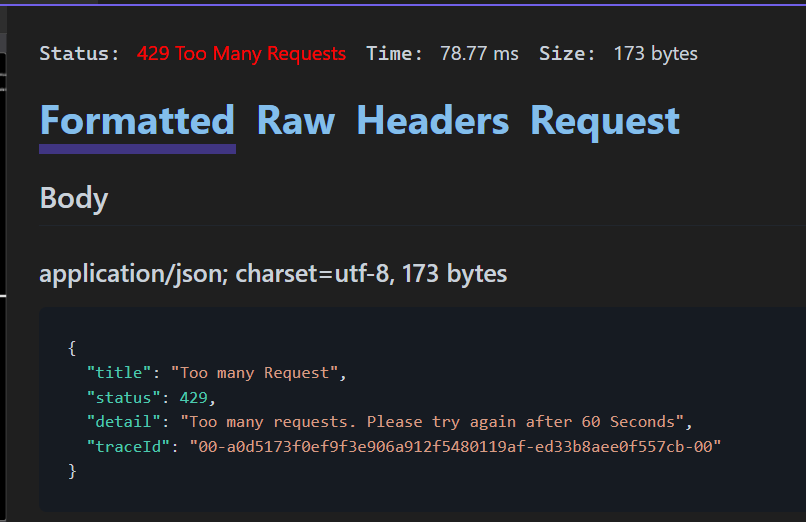 Status: 429 Too Many Requests Time: 78.77 ms Size: 173 bytes
Formatted Raw Headers Request
Body
application/json; charset=utf-8, 173 bytes
{
  "title": "Too many Request",
  "status": 429,
  "detail": "Too many requests. Please try again after 60 Seconds",
  "traceId": "00-a0d5173f0ef9f3e906a912f5480119af-ed33b8aee0f557cb-00"
}